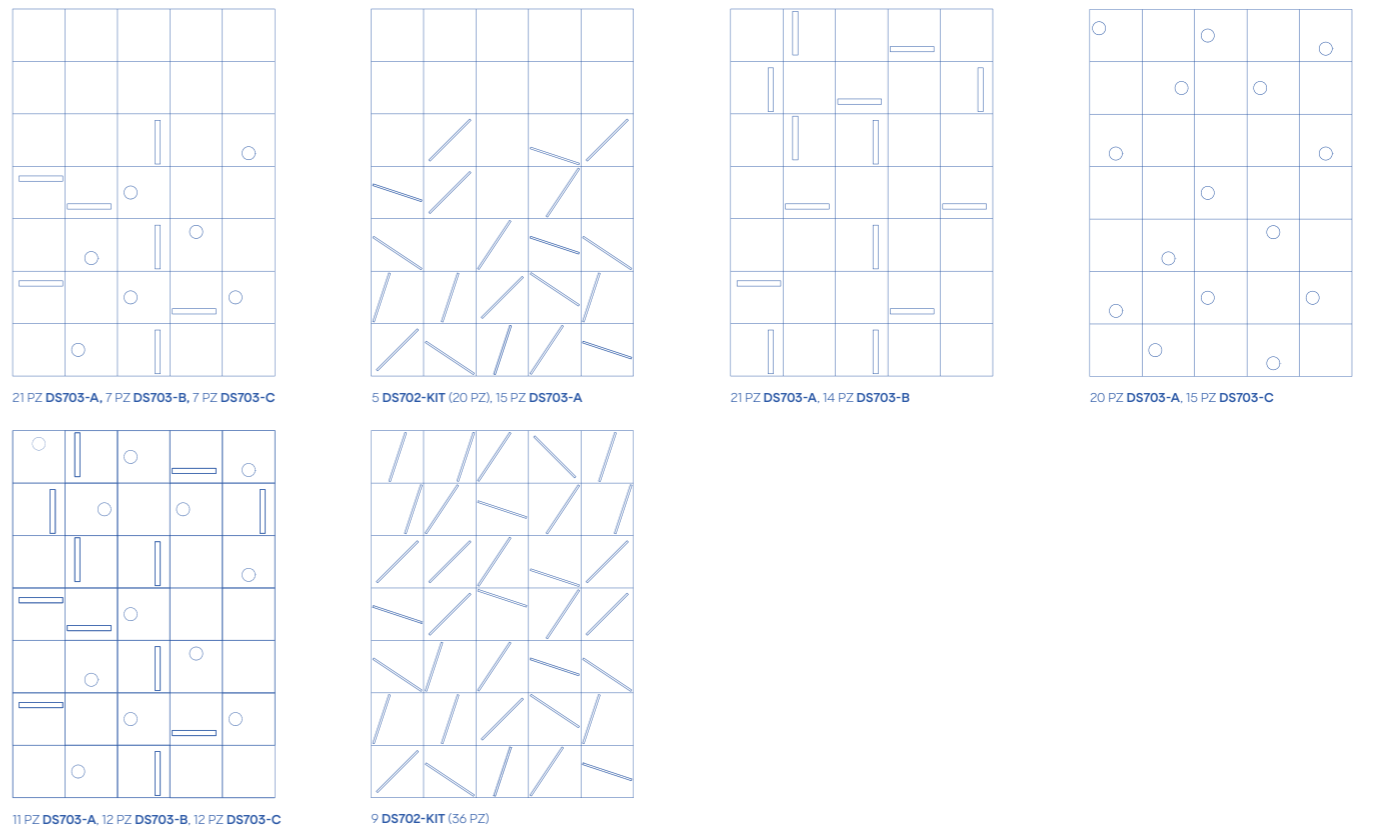 21 PZ DS703-A, 7 PZ DS703-B, 7 PZ DS703-C
5 DS702-KIT (20 PZ), 15 PZ DS703-A
21 PZ DS703-A, 14 PZ DS703-B
20 PZ DS703-A, 15 PZ DS703-C
11 PZ DS703-A, 12 PZ DS703-B, 12 PZ DS703-C
9 DS702-KIT (36 PZ)